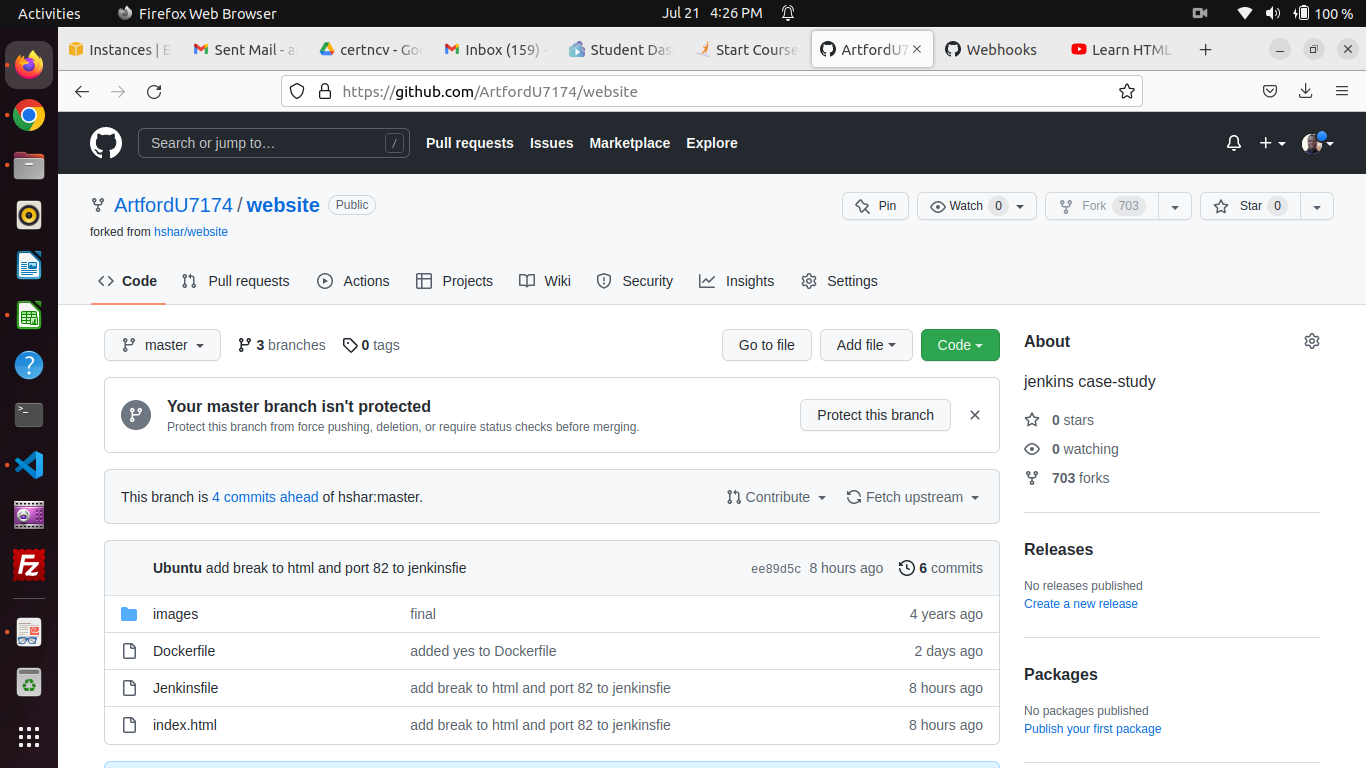 Activities Firefox Web Browser Jul 21 4:26 PM 100 %
Instances | E Sent Mail - a certncv - Goo Inbox (159) - Student Das Start Course ArtfordU7 Webhooks Learn HTML
https://github.com/ArtfordU7174/website
Search or jump to… / Pull requests Issues Marketplace Explore
ArtfordU7174 / website Public Pin Watch 0 Fork 703 Star 0
forked from hshar/website
Code Pull requests Actions Projects Wiki Security Insights Settings
master 3 branches 0 tags Go to file Add file Code
Your master branch isn't protected
Protect this branch from force pushing, deletion, or require status checks before merging.
Protect this branch
This branch is 4 commits ahead of hshar:master. Contribute Fetch upstream
Ubuntu add break to html and port 82 to jenkinsfie ee89d5c 8 hours ago 6 commits
images final 4 years ago
Dockerfile added yes to Dockerfile 2 days ago
Jenkinsfile add break to html and port 82 to jenkinsfie 8 hours ago
index.html add break to html and port 82 to jenkinsfie 8 hours ago
About
jenkins case-study
0 stars
0 watching
703 forks
Releases
No releases published
Create a new release
Packages
No packages published
Publish your first package